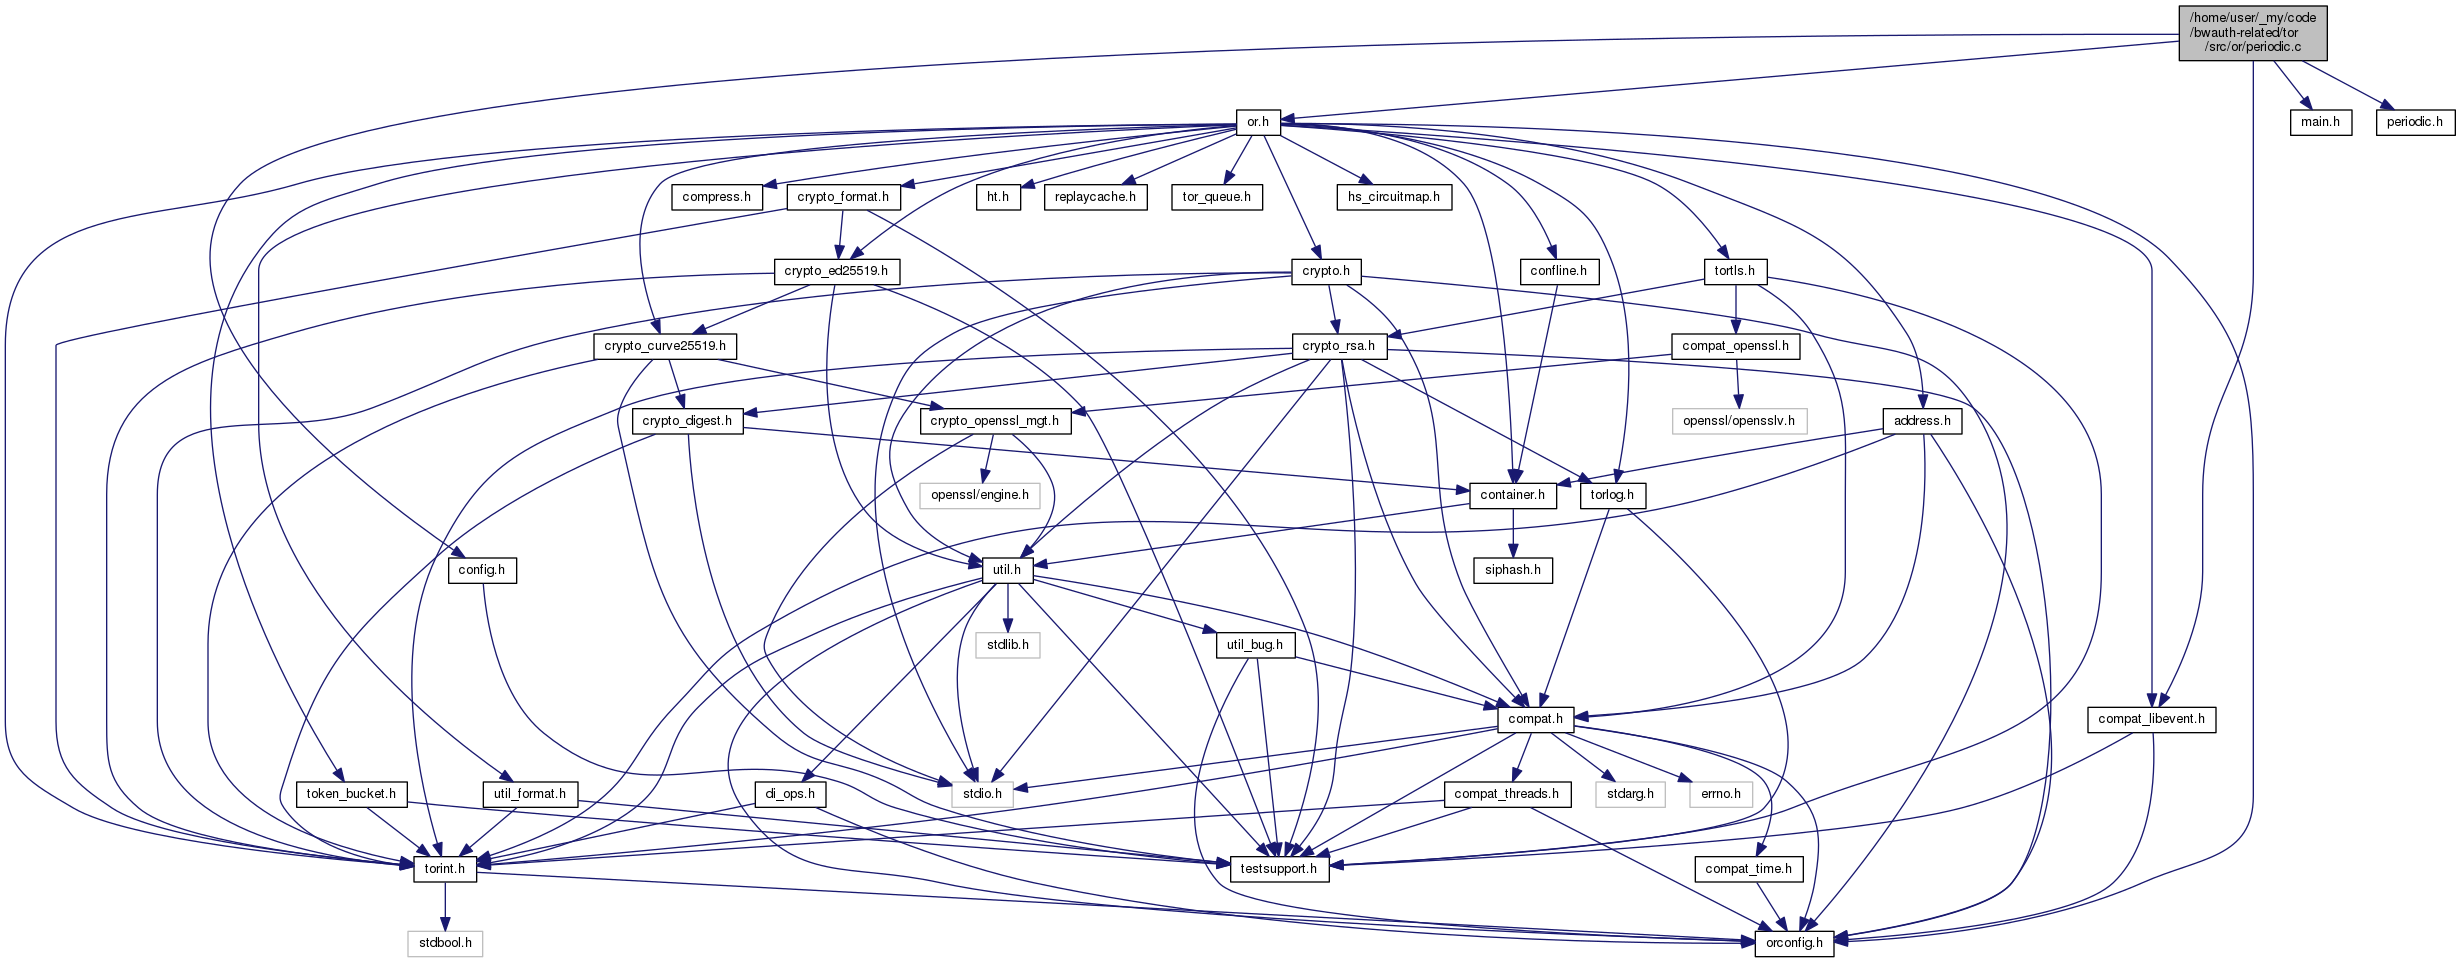 /home/user/_my/code
/bwauth-related/tor
/src/or/periodic.c
or.h
main.h
periodic.h
compress.h
crypto_format.h
ht.h
replaycache.h
tor_queue.h
hs_circuitmap.h
crypto_ed25519.h
crypto.h
confline.h
tortls.h
crypto_curve25519.h
crypto_rsa.h
compat_openssl.h
crypto_digest.h
crypto_openssl_mgt.h
openssl/opensslv.h
address.h
openssl/engine.h
container.h
torlog.h
config.h
util.h
siphash.h
stdlib.h
util_bug.h
compat.h
compat_libevent.h
token_bucket.h
util_format.h
di_ops.h
stdio.h
compat_threads.h
stdarg.h
errno.h
torint.h
testsupport.h
compat_time.h
stdbool.h
orconfig.h